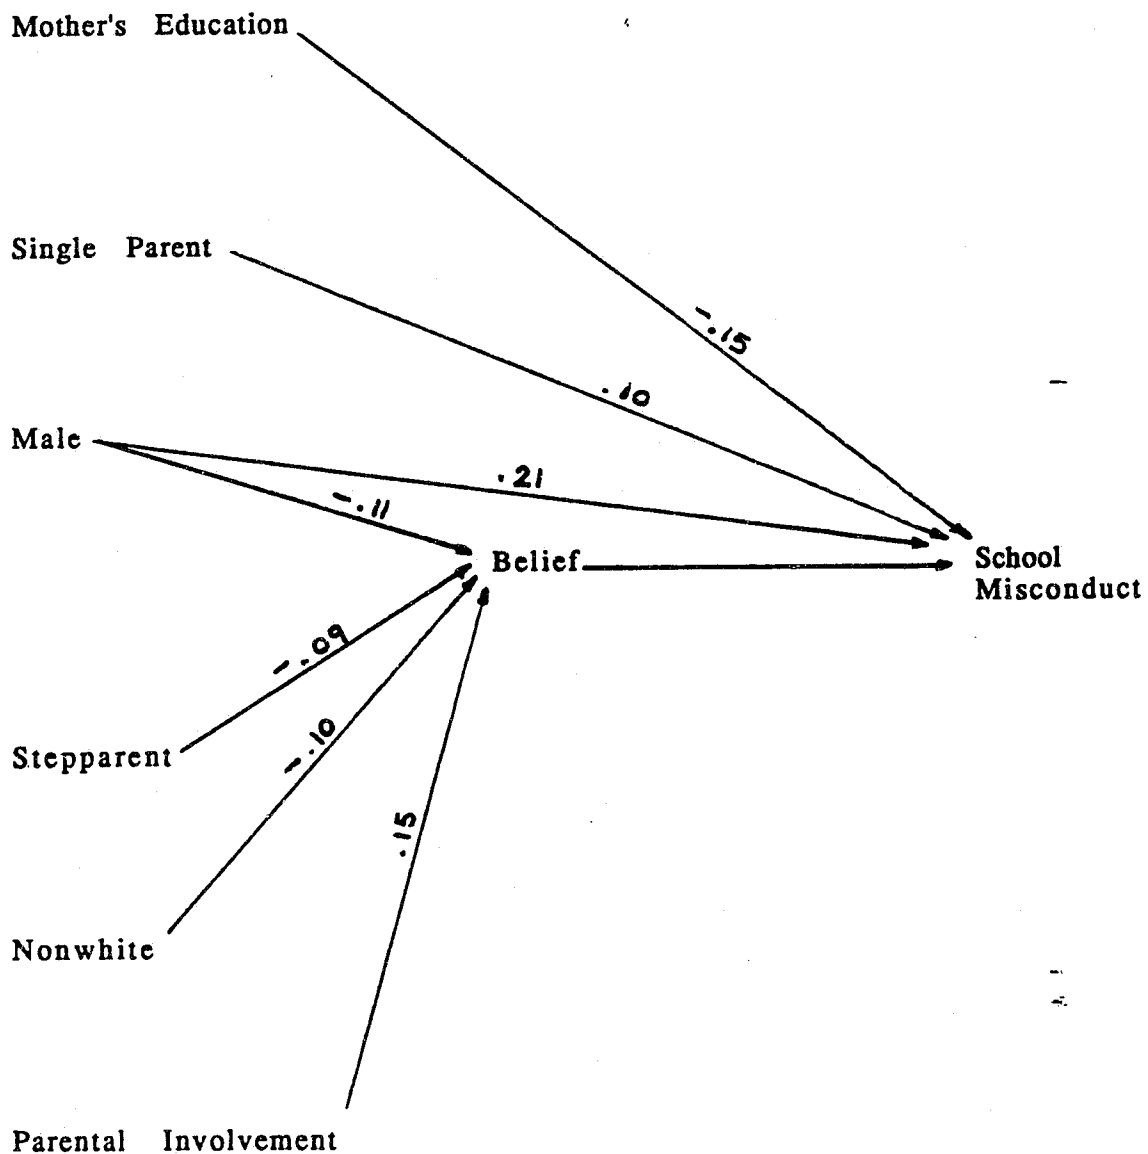 Mother's Education
-.15
Single Parent
.10
Male
.21
-.11
Belief
School
Misconduct
-.09
Stepparent
-.10
.15
Nonwhite
Parental Involvement